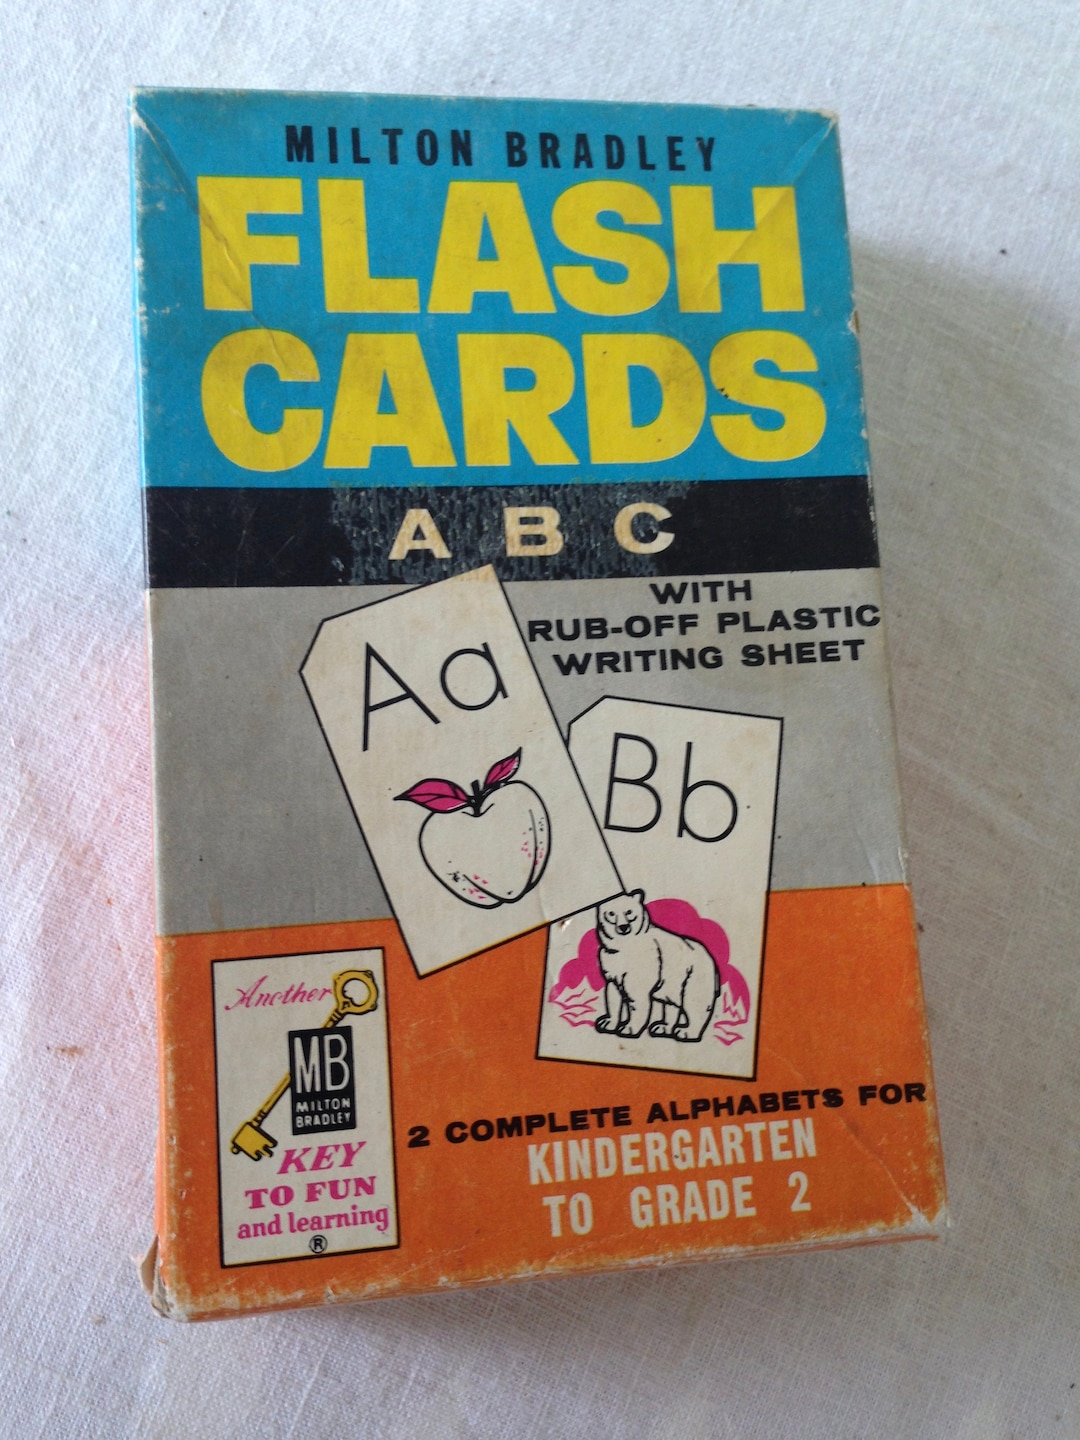 MILTON BRADLEY
FLASH
CARDS
A B C
WITH
RUB-OFF PLASTIC
WRITING SHEET
Aa
Bb
Another
MB
MILTON
BRADLEY
KEY
TO FUN
and learning
®
2 COMPLETE ALPHABETS FOR
KINDERGARTEN
TO GRADE 2